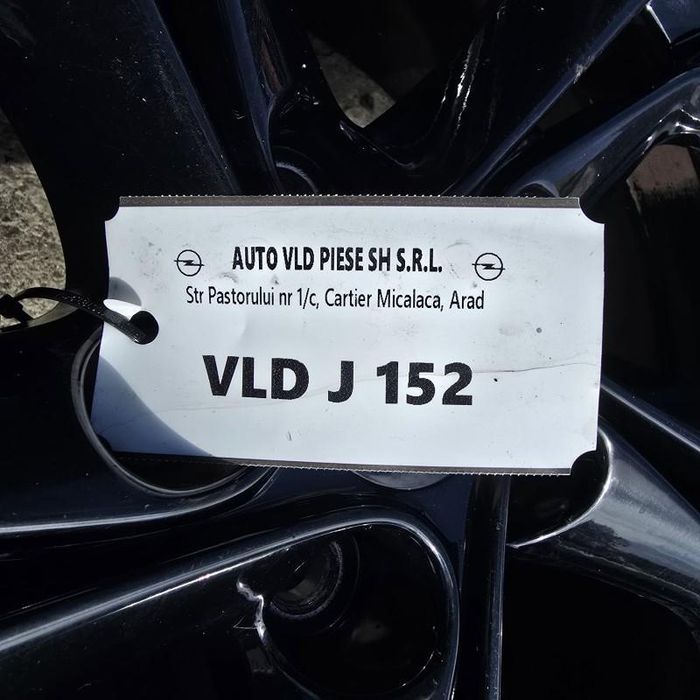 AUTO VLD PIESE SH S.R.L.
Str Pastorului nr 1/c, Cartier Micalaca, Arad
VLD J 152